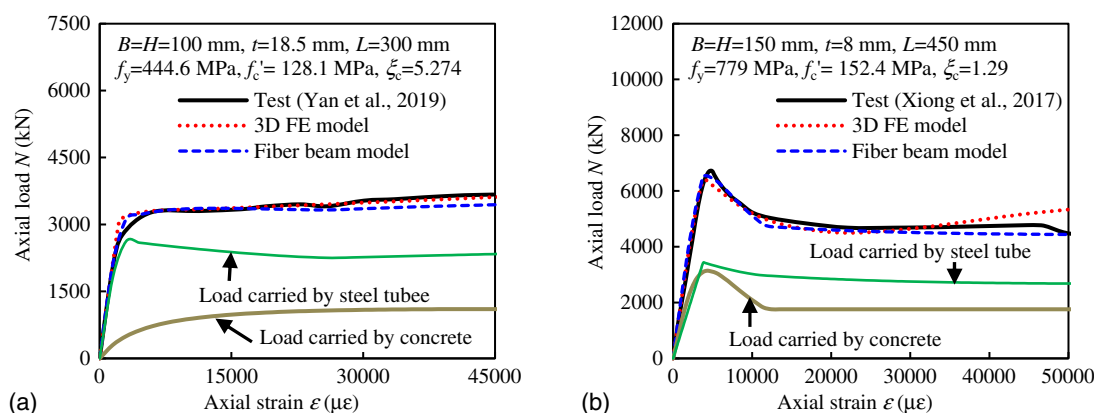 7500
6000
4500
3000
1500
0
0
15000
30000
45000
Axial load N (kN)
Axial strain ε (με)
B=H=100 mm, t=18.5 mm, L=300 mm
fy=444.6 MPa, fc'= 128.1 MPa, ξc=5.274
Test (Yan et al., 2019)
3D FE model
Fiber beam model
Load carried by steel tubee
Load carried by concrete
(a)
12000
10000
8000
6000
4000
2000
0
0
10000
20000
30000
40000
50000
Axial load N (kN)
Axial strain ε (με)
B=H=150 mm, t=8 mm, L=450 mm
fy=779 MPa, fc'= 152.4 MPa, ξc=1.29
Test (Xiong et al., 2017)
3D FE model
Fiber beam model
Load carried by steel tube
Load carried by concrete
(b)